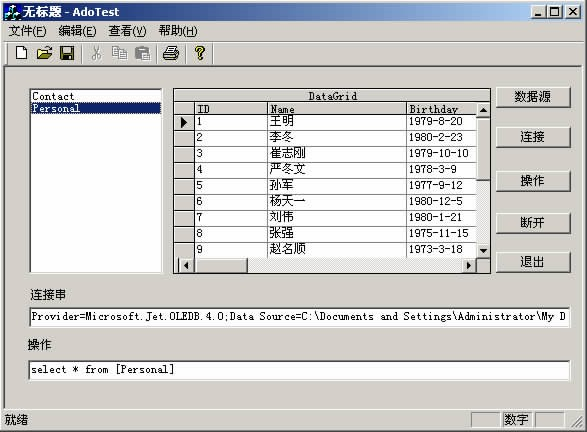 无标题 - AdoTest
文件(F) 编辑(E) 查看(V) 帮助(H)
Contact
Personal
DataGrid
ID Name Birthday
1 王明 1979-8-20
2 李冬 1980-2-23
3 崔志刚 1979-10-10
4 严冬文 1978-3-9
5 孙军 1977-9-12
6 杨天一 1980-12-5
7 刘伟 1980-1-21
8 张强 1975-11-15
9 赵名顺 1973-3-18
数据源
连接
操作
断开
退出
连接串
Provider=Microsoft.Jet.OLEDB.4.0;Data Source=C:\Documents and Settings\Administrator\My D
操作
select * from [Personal]
就绪 数字